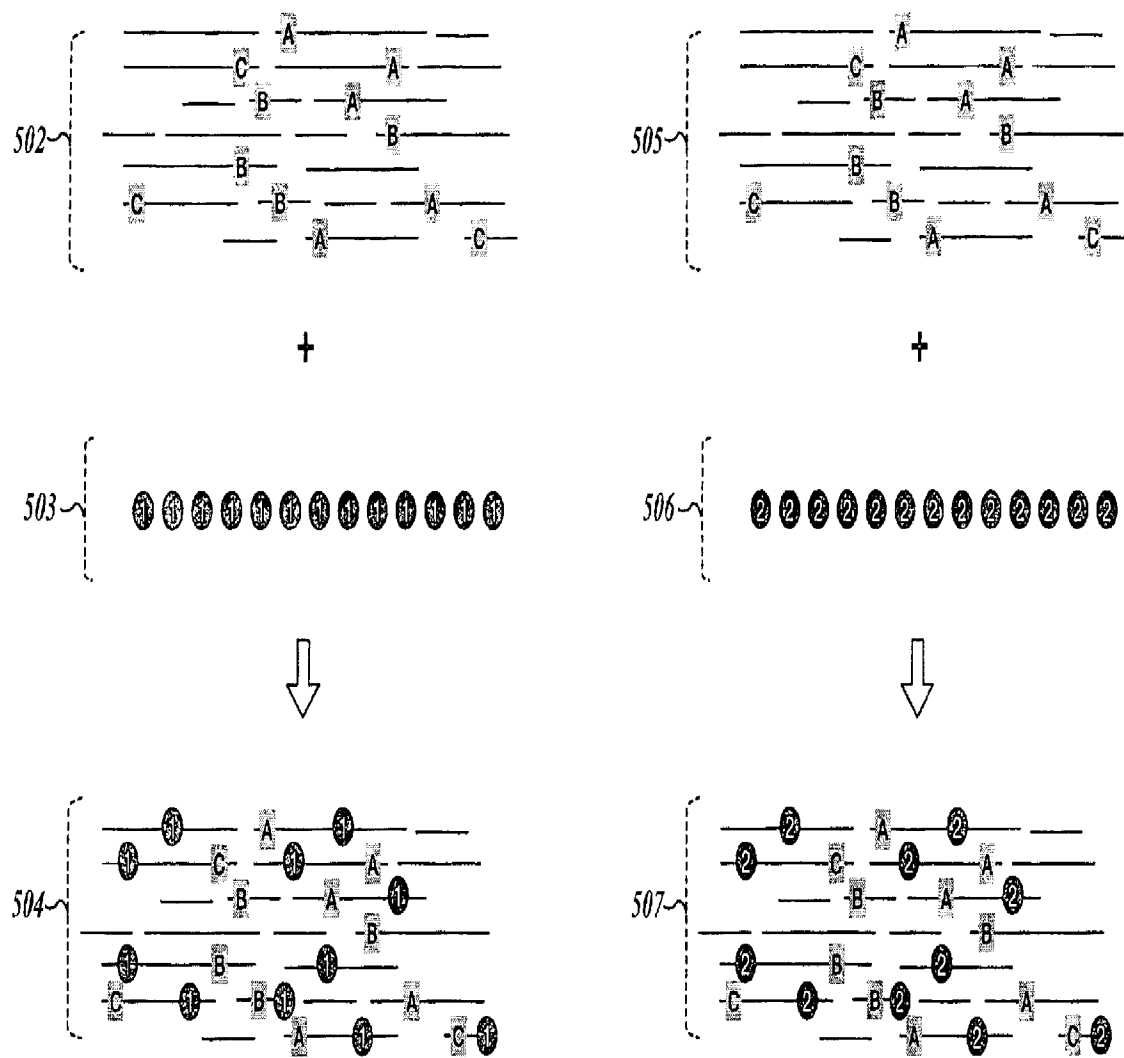 502
A
C A
B A
B
B
C B A
A C
505
A
C A
B A
B
B
C B A
A C
+
+
503
1 1 1 1 1 1 1 1 1 1 1 1 1
506
2 2 2 2 2 2 2 2 2 2 2 2 2
504
1 A 1
1 C 1 A
B A 1
B
1 B 1
C 1 B 1 A
A 1 C 1
507
2 A 2
2 C 2 A
B A 2
B
2 B 2
C 2 B 2 A
A 2 C 2